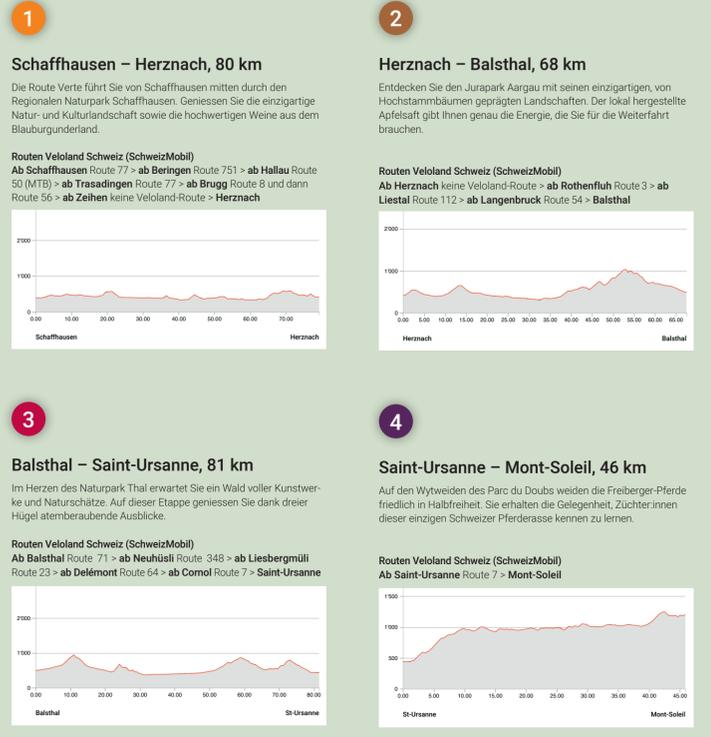 1
Schaffhausen – Herznach, 80 km
Die Route Verte führt Sie von Schaffhausen mitten durch den
Regionalen Naturpark Schaffhausen. Geniessen Sie die einzigartige
Natur- und Kulturlandschaft sowie die hochwertigen Weine aus dem
Blauburgunderland.
Routen Veloland Schweiz (SchweizMobil)
Ab Schaffhausen Route 77 > ab Beringen Route 751 > ab Hallau Route
50 (MTB) > ab Trasadingen Route 77 > ab Brugg Route 8 und dann
Route 56 > ab Zeihen keine Veloland-Route > Herznach
2'000
1'000
0
0.00 10.00 20.00 30.00 40.00 50.00 60.00 70.00
Schaffhausen Herznach
2
Herznach – Balsthal, 68 km
Entdecken Sie den Jurapark Aargau mit seinen einzigartigen, von
Hochstammbäumen geprägten Landschaften. Der lokal hergestellte
Apfelsaft gibt Ihnen genau die Energie, die Sie für die Weiterfahrt
brauchen.
Routen Veloland Schweiz (SchweizMobil)
Ab Herznach keine Veloland-Route > ab Rothenfluh Route 3 > ab
Liestal Route 112 > ab Langenbruck Route 54 > Balsthal
2'000
1'000
0
0.00 5.00 10.00 15.00 20.00 25.00 30.00 35.00 40.00 45.00 50.00 55.00 60.00 65.00
Herznach Balsthal
3
Balsthal – Saint-Ursanne, 81 km
Im Herzen des Naturpark Thal erwartet Sie ein Wald voller Kunstwer-
ke und Naturschätze. Auf dieser Etappe geniessen Sie dank dreier
Hügel atemberaubende Ausblicke.
Routen Veloland Schweiz (SchweizMobil)
Ab Balsthal Route 71 > ab Neuhüsli Route 348 > ab Liesbergmüli
Route 23 > ab Delémont Route 64 > ab Cornol Route 7 > Saint-Ursanne
2'000
1'000
0
0.00 10.00 20.00 30.00 40.00 50.00 60.00 70.00 80.00
Balsthal St-Ursanne
4
Saint-Ursanne – Mont-Soleil, 46 km
Auf den Wytweiden des Parc du Doubs weiden die Freiberger-Pferde
friedlich in Halbfreiheit. Sie erhalten die Gelegenheit, Züchter:innen
dieser einzigen Schweizer Pferderasse kennen zu lernen.
Routen Veloland Schweiz (SchweizMobil)
Ab Saint-Ursanne Route 7 > Mont-Soleil
1'500
1'000
500
0
0.00 5.00 10.00 15.00 20.00 25.00 30.00 35.00 40.00 45.00
St-Ursanne Mont-Soleil